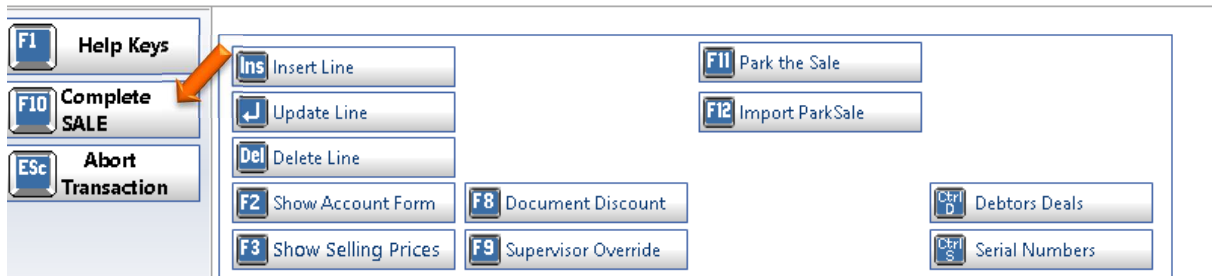 F1 Help Keys
F10 Complete
SALE
ESc Abort
Transaction
Ins Insert Line
F11 Park the Sale
Update Line
F12 Import ParkSale
Del Delete Line
F2 Show Account Form
F8 Document Discount
Ctrl D Debtors Deals
F3 Show Selling Prices
F9 Supervisor Override
Ctrl S Serial Numbers